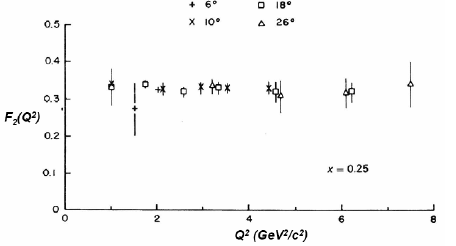 + 6° □ 18°
× 10° △ 26°
0.5
0.4
0.3
F₂(Q²)
0.2
0.1
x = 0.25
0
0 2 4 6 8
Q² (GeV²/c²)